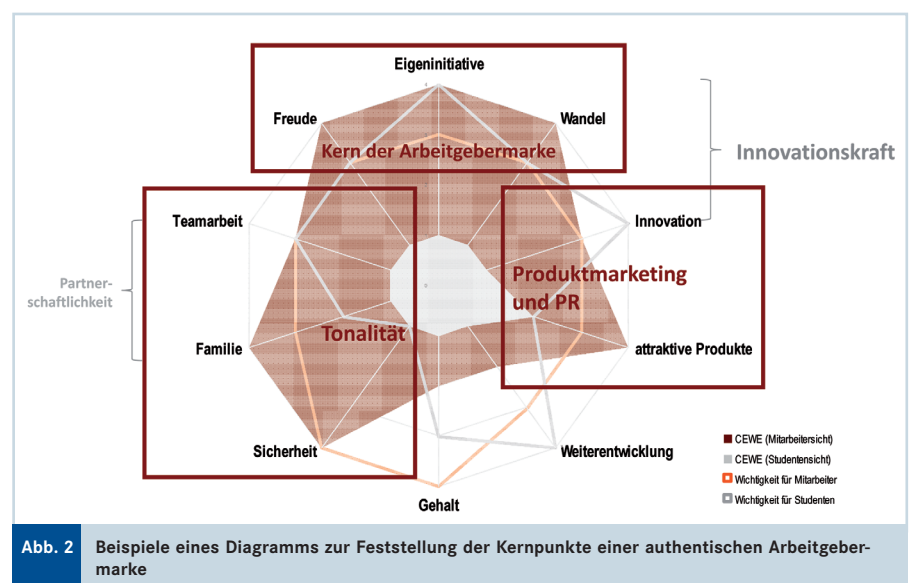 Eigeninitiative
Freude
Wandel
Kern der Arbeitgebermarke
Innovationskraft
Teamarbeit
Innovation
Partner-
schaftlichkeit
Produktmarketing
und PR
Tonalität
Familie
attraktive Produkte
Sicherheit
Weiterentwicklung
Gehalt
CEWE (Mitarbeitersicht)
CEWE (Studentensicht)
Wichtigkeit für Mitarbeiter
Wichtigkeit für Studenten
Abb. 2
Beispiele eines Diagramms zur Feststellung der Kernpunkte einer authentischen Arbeitgeber-
marke